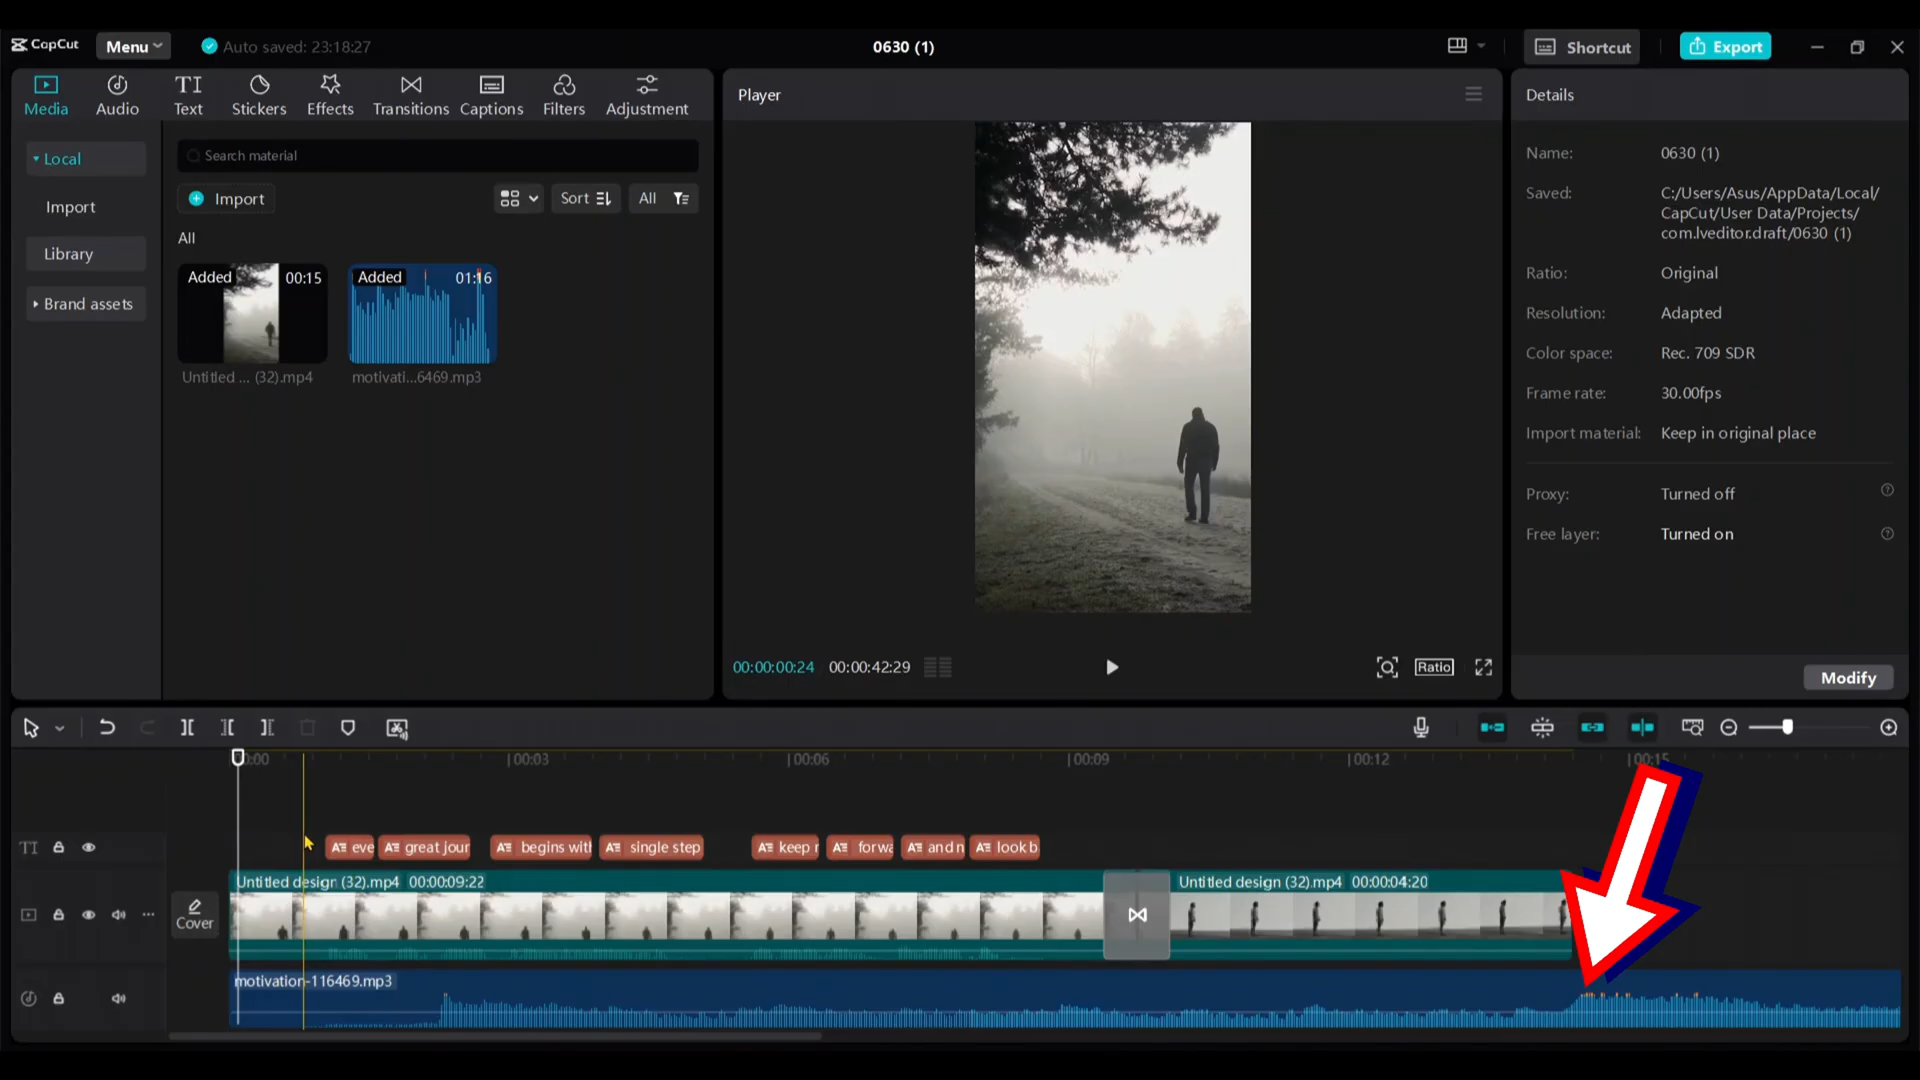 CapCut
Menu
Auto saved: 23:18:27
0630 (1)
Shortcut
Export
Media
Audio
Text
Stickers
Effects
Transitions
Captions
Filters
Adjustment
Player
Details
Local
Import
Library
Brand assets
Search material
Import
Sort
All
All
Added
00:15
Untitled ... (32).mp4
Added
01:16
motivati...6469.mp3
00:00:00:24
00:00:42:29
Ratio
Name:
0630 (1)
Saved:
C:/Users/Asus/AppData/Local/
CapCut/User Data/Projects/
com.lveditor.draft/0630 (1)
Ratio:
Original
Resolution:
Adapted
Color space:
Rec. 709 SDR
Frame rate:
30.00fps
Import material:
Keep in original place
Proxy:
Turned off
Free layer:
Turned on
Modify
00:03
00:06
00:09
00:12
00:15
eve
great jour
begins with
single step
keep
forwa
and n
look b
Cover
Untitled design (32).mp4 00:00:09:22
Untitled design (32).mp4 00:00:04:20
motivation-116469.mp3